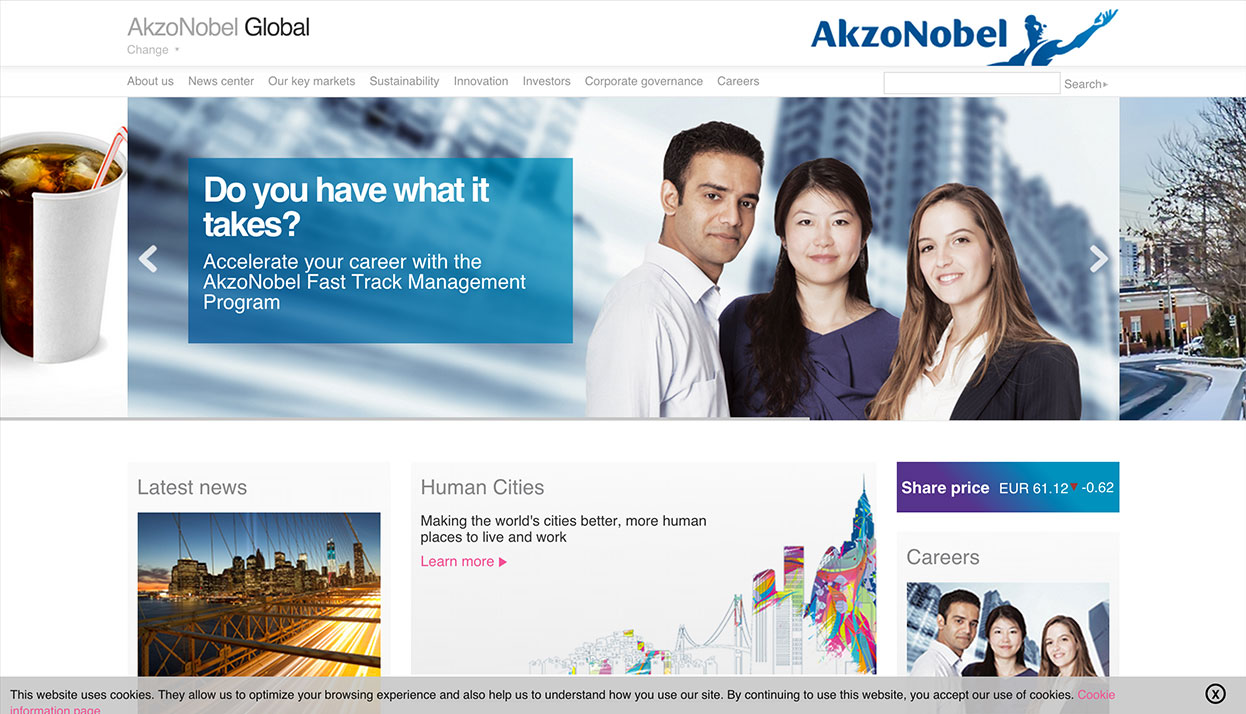 AkzoNobel Global
Change
AkzoNobel
About us News center Our key markets Sustainability Innovation Investors Corporate governance Careers
Search
Do you have what it
takes?
Accelerate your career with the
AkzoNobel Fast Track Management
Program
Latest news
Human Cities
Making the world's cities better, more human
places to live and work
Learn more
Share price EUR 61.12 -0.62
Careers
This website uses cookies. They allow us to optimize your browsing experience and also help us to understand how you use our site. By continuing to use this website, you accept our use of cookies. Cookie
information page
X